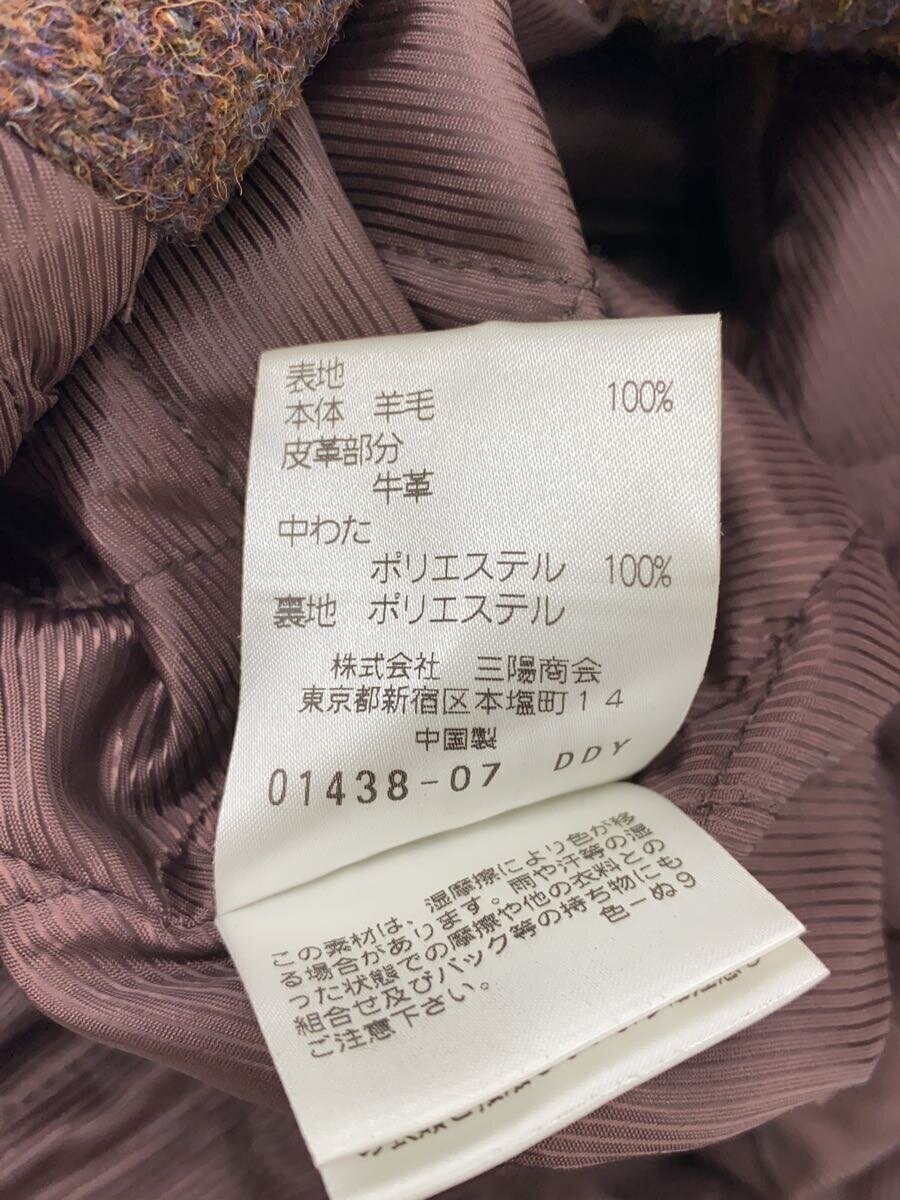 表地
本体 羊毛 100%
皮革部分
牛革
中わた
ポリエステル 100%
裏地 ポリエステル
株式会社 三陽商会
東京都新宿区本塩町14
中国製
01438-07 DDY
この素材は、湿摩擦により色が移
る場合があります。雨や汗等の湿
った状態での摩擦や他の衣料との
組合せ及びバック等の持ち物にも
ご注意下さい。 色ーぬ9